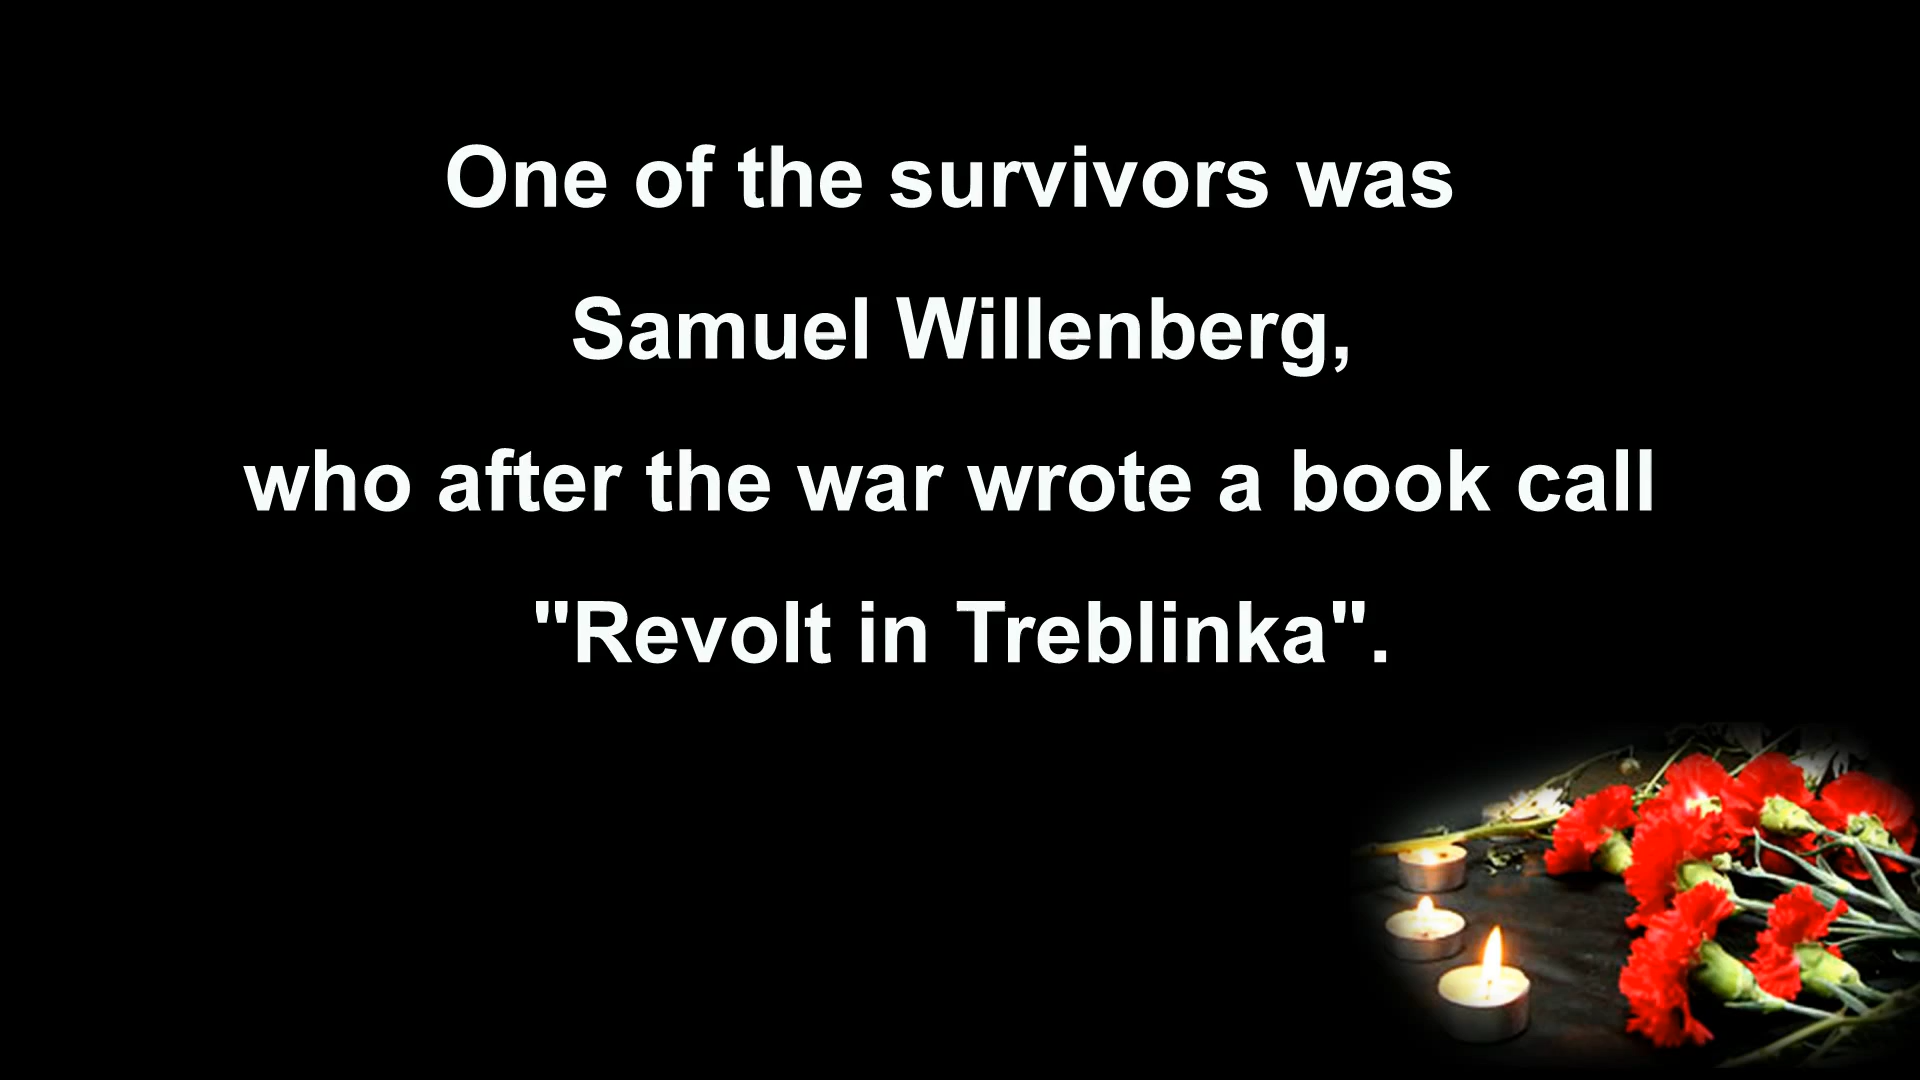 One of the survivors was
Samuel Willenberg,
who after the war wrote a book call
"Revolt in Treblinka".